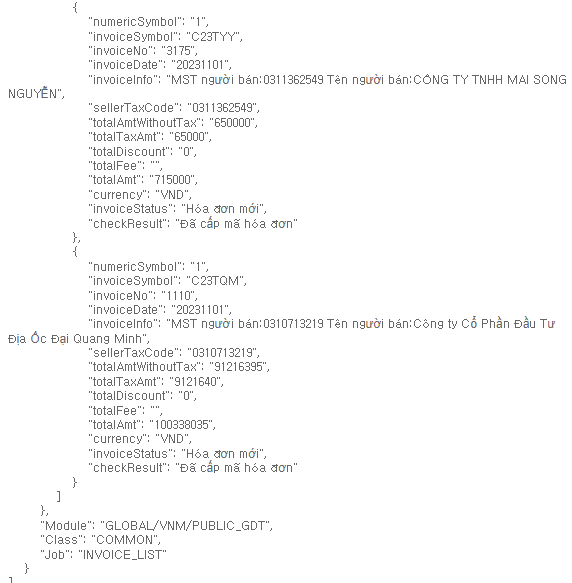 {
"numericSymbol": "1",
"invoiceSymbol": "C23TYY",
"invoiceNo": "3175",
"invoiceDate": "20231101",
"invoiceInfo": "MST người bán:0311362549 Tên người bán:CÔNG TY TNHH MAI SONG
NGUYỄN",
"sellerTaxCode": "0311362549",
"totalAmtWithoutTax": "650000",
"totalTaxAmt": "65000",
"totalDiscount": "0",
"totalFee": "",
"totalAmt": "715000",
"currency": "VND",
"invoiceStatus": "Hóa đơn mới",
"checkResult": "Đã cấp mã hóa đơn"
},
{
"numericSymbol": "1",
"invoiceSymbol": "C23TQM",
"invoiceNo": "1110",
"invoiceDate": "20231101",
"invoiceInfo": "MST người bán:0310713219 Tên người bán:Công ty Cổ Phần Đầu Tư
Địa Ốc Đại Quang Minh",
"sellerTaxCode": "0310713219",
"totalAmtWithoutTax": "91216395",
"totalTaxAmt": "9121640",
"totalDiscount": "0",
"totalFee": "",
"totalAmt": "100338035",
"currency": "VND",
"invoiceStatus": "Hóa đơn mới",
"checkResult": "Đã cấp mã hóa đơn"
}
]
},
"Module": "GLOBAL/VNM/PUBLIC_GDT",
"Class": "COMMON",
"Job": "INVOICE_LIST"
}
]